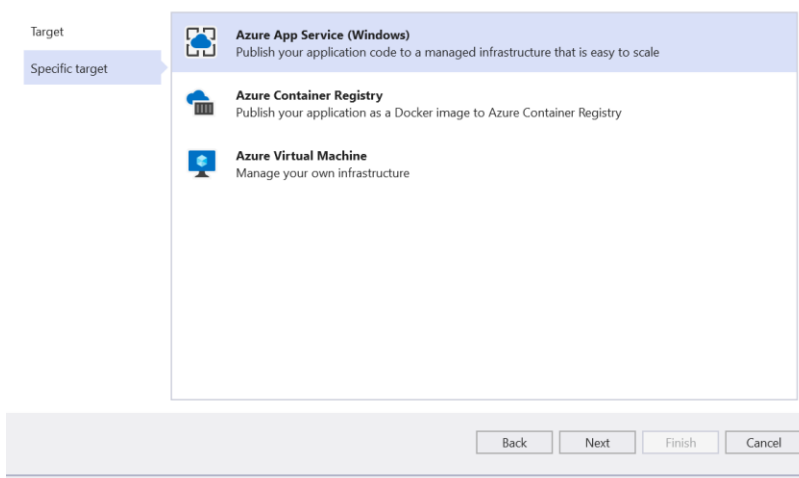 Target
Specific target
Azure App Service (Windows)
Publish your application code to a managed infrastructure that is easy to scale
Azure Container Registry
Publish your application as a Docker image to Azure Container Registry
Azure Virtual Machine
Manage your own infrastructure
Back
Next
Finish
Cancel